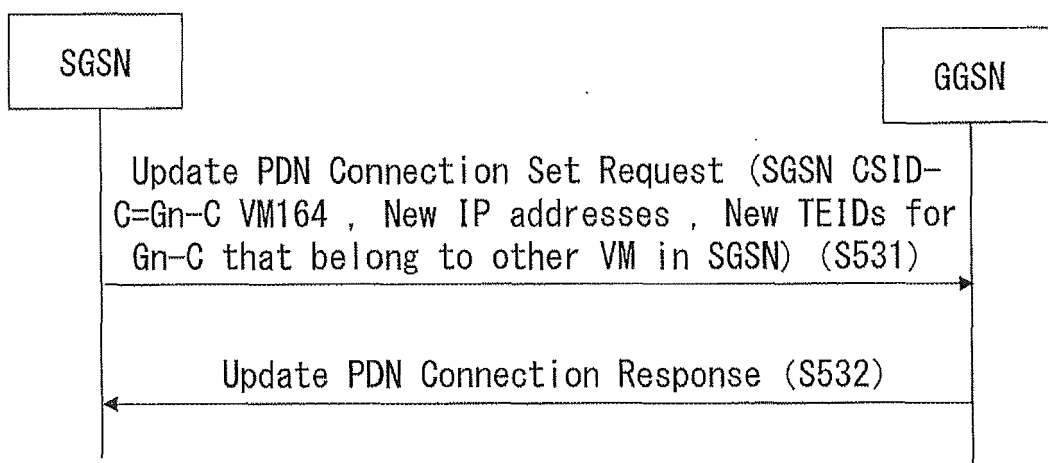 SGSN
GGSN
Update PDN Connection Set Request (SGSN CSID-
C=Gn-C VM164 , New IP addresses , New TEIDs for
Gn-C that belong to other VM in SGSN) (S531)
Update PDN Connection Response (S532)